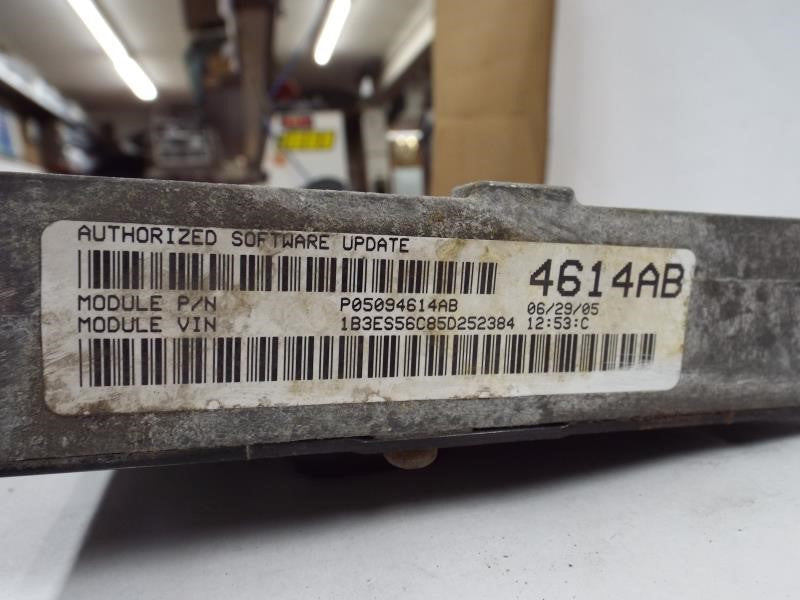 AUTHORIZED SOFTWARE UPDATE
4614AB
MODULE P/N P05094614AB 06/29/05
MODULE VIN 1B3ES56C85D252384 12:53:C